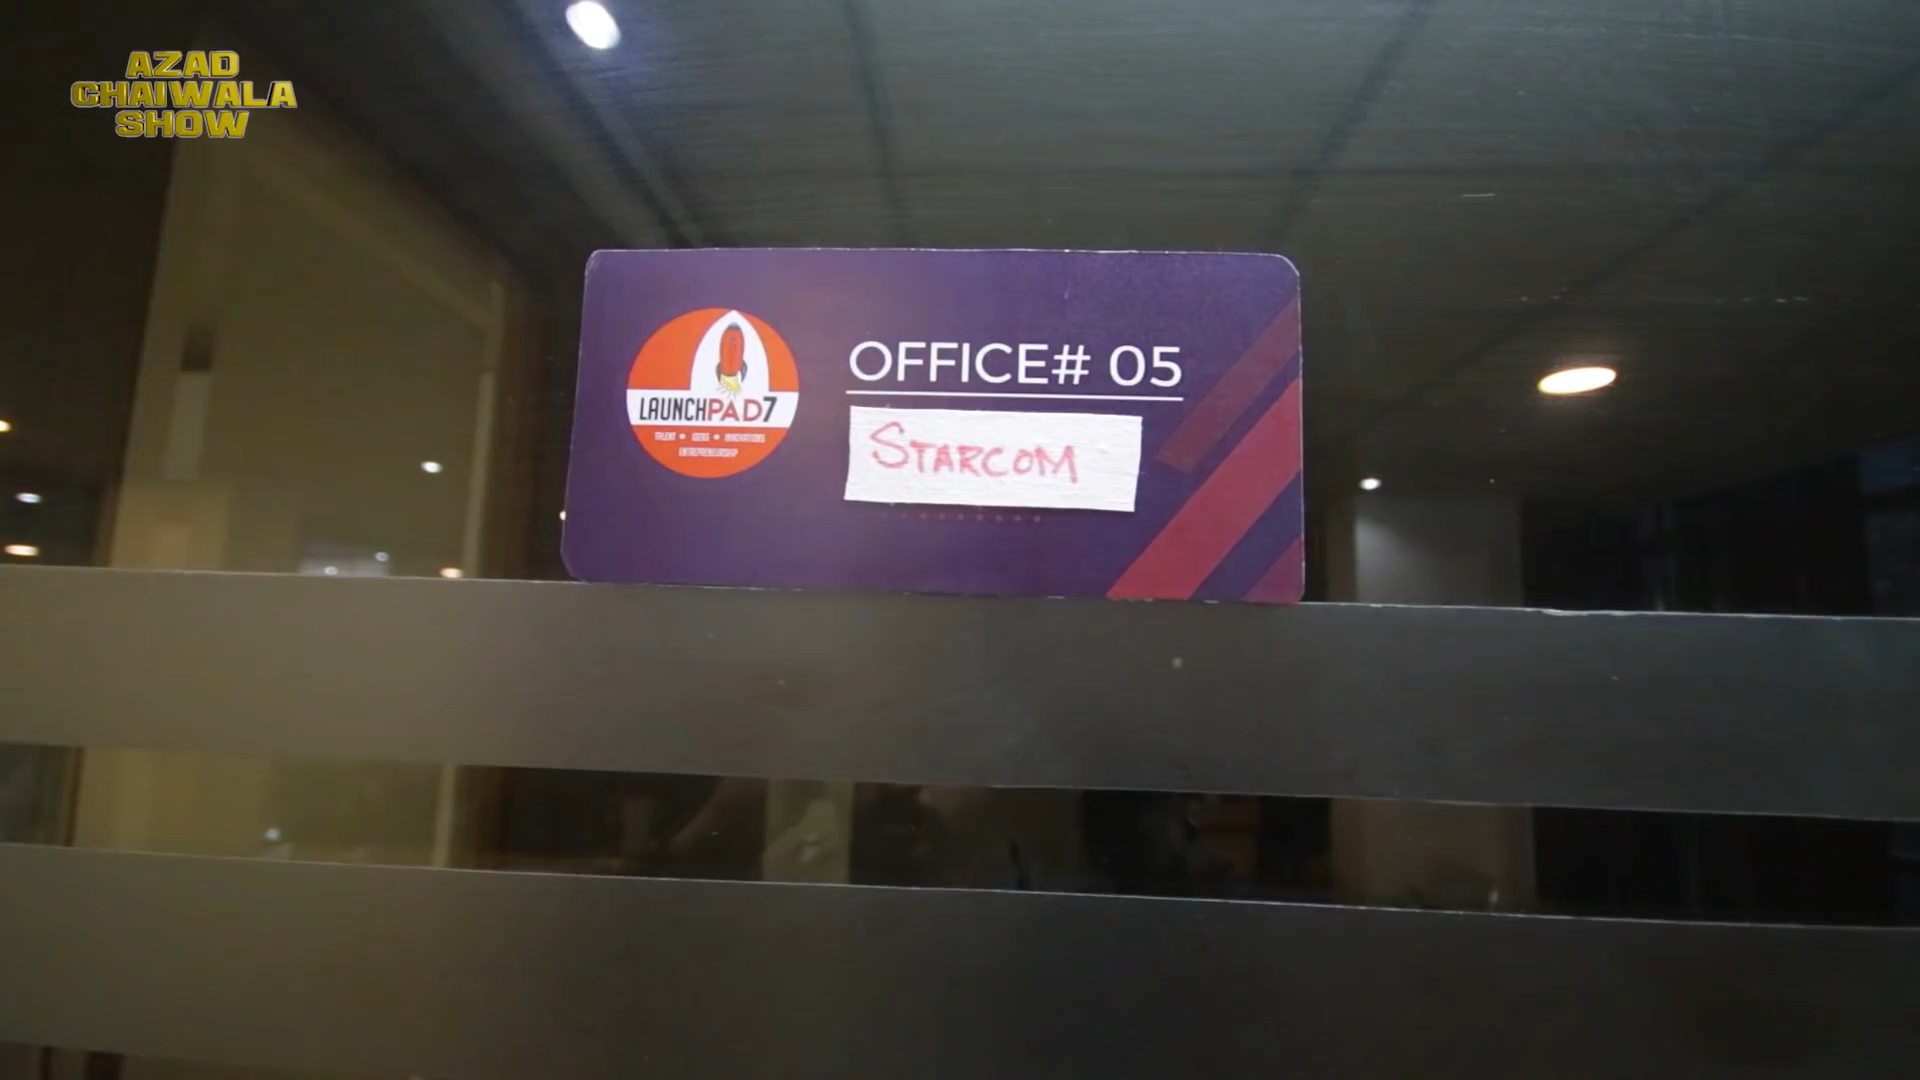 AZAD
CHAIWALA
SHOW
OFFICE# 05
LAUNCHPAD7
STARCOM